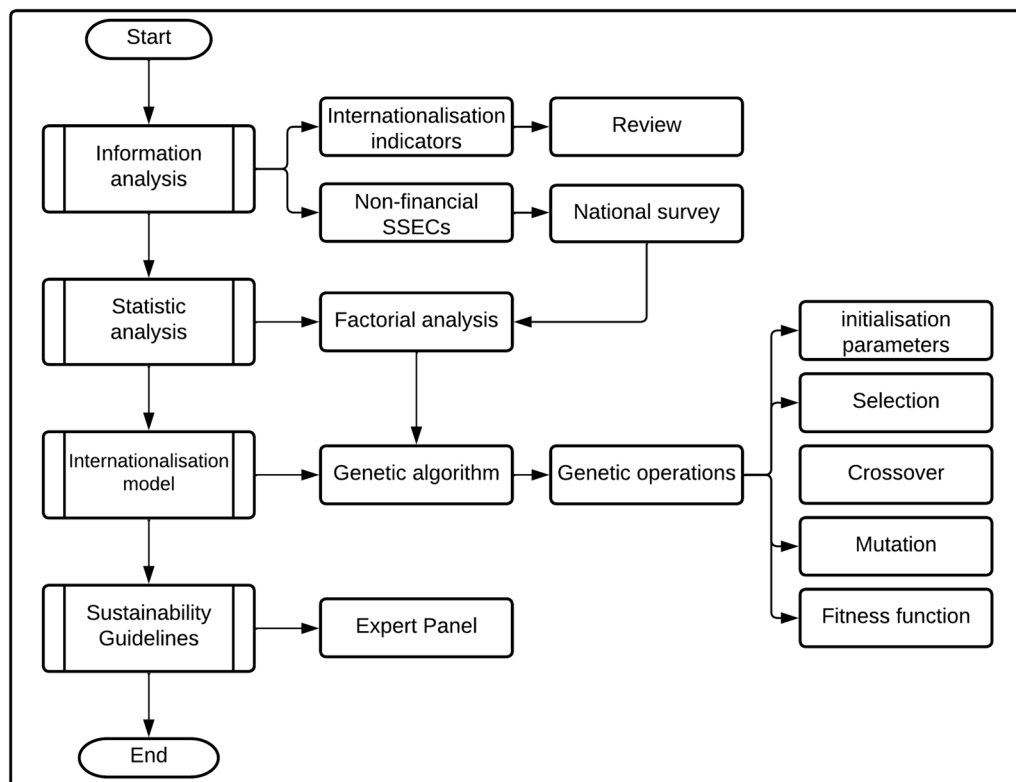 Start
Information
analysis
Internationalisation
indicators
Review
Non-financial
SSECs
National survey
Statistic
analysis
Factorial analysis
initialisation
parameters
Selection
Internationalisation
model
Genetic algorithm
Genetic operations
Crossover
Mutation
Sustainability
Guidelines
Expert Panel
Fitness function
End